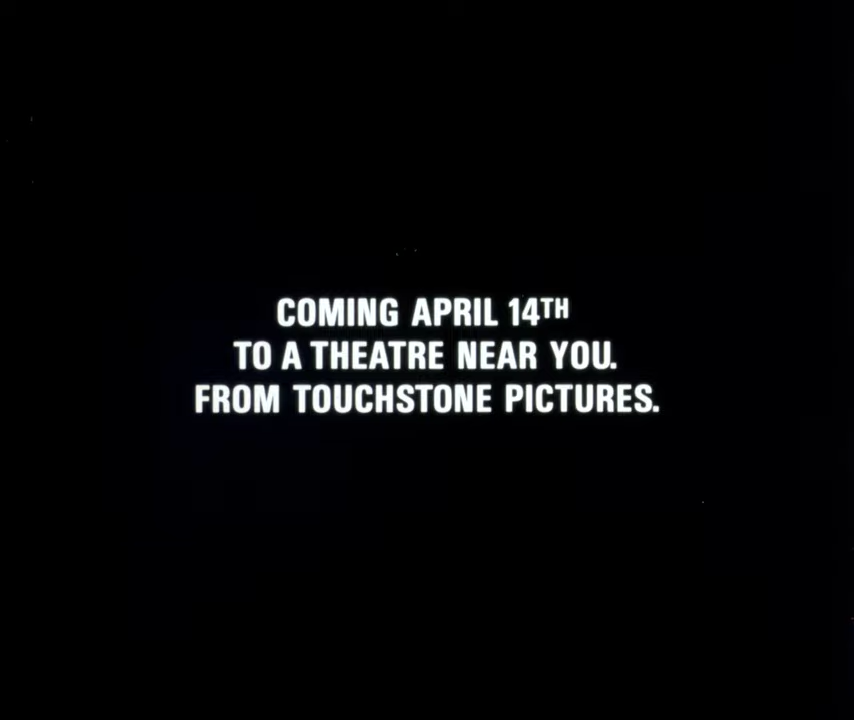 COMING APRIL 14TH
TO A THEATRE NEAR YOU.
FROM TOUCHSTONE PICTURES.